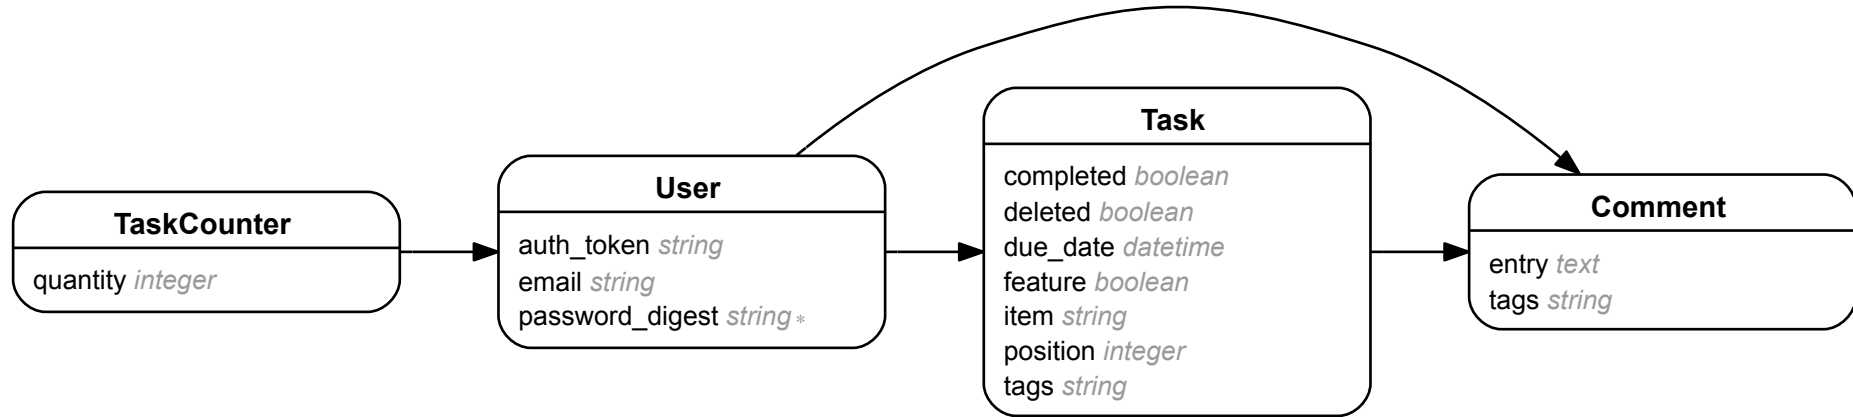 TaskCounter
quantity integer
User
auth_token string
email string
password_digest string *
Task
completed boolean
deleted boolean
due_date datetime
feature boolean
item string
position integer
tags string
Comment
entry text
tags string